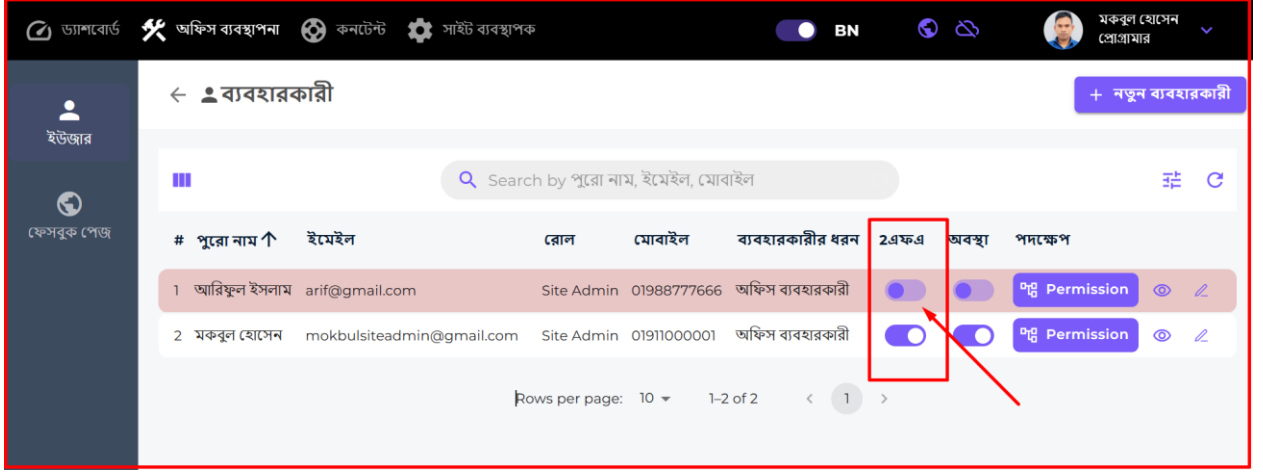 ড্যাশবোর্ড অফিস ব্যবস্থাপনা কনটেন্ট সাইট ব্যবস্থাপক BN মকবুল হোসেন
প্রোগ্রামার
ইউজার
ফেসবুক পেজ
ব্যবহারকারী + নতুন ব্যবহারকারী
Search by পুরো নাম, ইমেইল, মোবাইল
# পুরো নাম ইমেইল রোল মোবাইল ব্যবহারকারীর ধরন ২এফএ অবস্থা পদক্ষেপ
1 আরিফুল ইসলাম arif@gmail.com Site Admin 01988777666 অফিস ব্যবহারকারী Permission
2 মকবুল হোসেন mokbulsiteadmin@gmail.com Site Admin 01911000001 অফিস ব্যবহারকারী Permission
Rows per page: 10 1–2 of 2 1